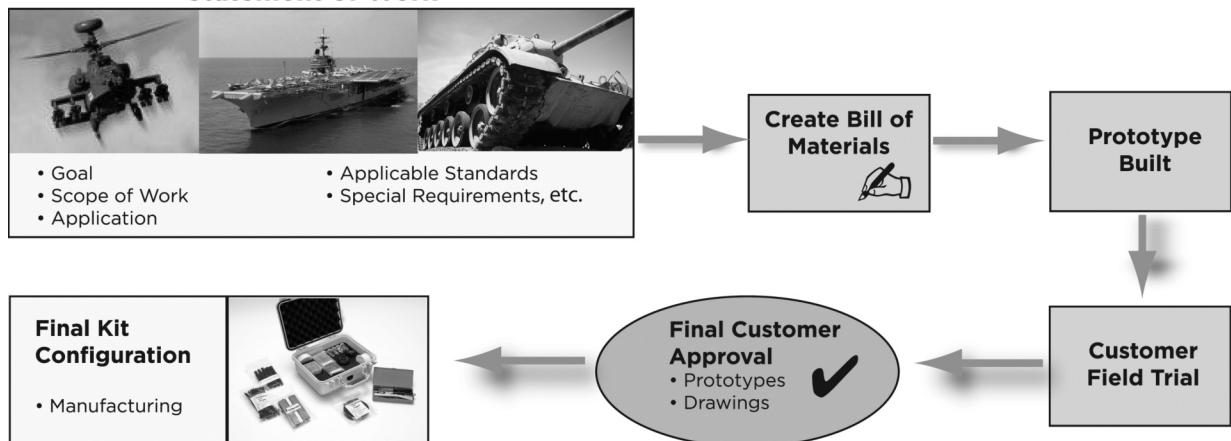 • Goal
• Scope of Work
• Application
• Applicable Standards
• Special Requirements, etc.
Create Bill of
Materials
Prototype
Built
Customer
Field Trial
Final Customer
Approval
• Prototypes
• Drawings
Final Kit
Configuration
• Manufacturing